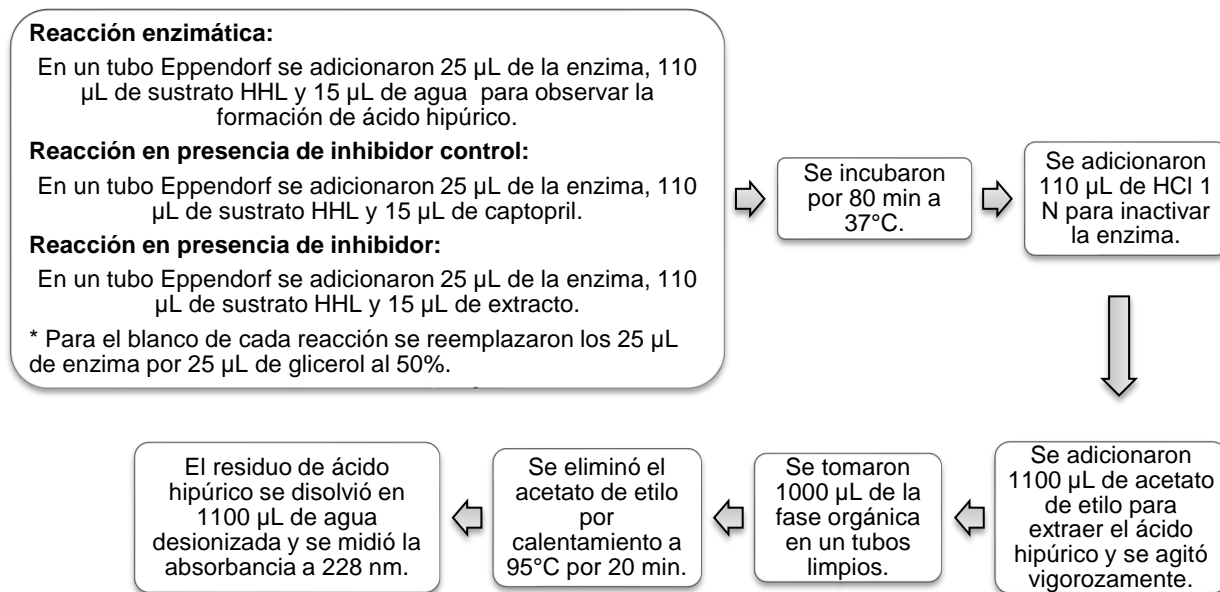 Reacción enzimática:
En un tubo Eppendorf se adicionaron 25 µL de la enzima, 110
µL de sustrato HHL y 15 µL de agua para observar la
formación de ácido hipúrico.
Reacción en presencia de inhibidor control:
En un tubo Eppendorf se adicionaron 25 µL de la enzima, 110
µL de sustrato HHL y 15 µL de captopril.
Reacción en presencia de inhibidor:
En un tubo Eppendorf se adicionaron 25 µL de la enzima, 110
µL de sustrato HHL y 15 µL de extracto.
* Para el blanco de cada reacción se reemplazaron los 25 µL
de enzima por 25 µL de glicerol al 50%.
Se incubaron
por 80 min a
37°C.
Se adicionaron
110 µL de HCl 1
N para inactivar
la enzima.
Se adicionaron
1100 µL de acetato
de etilo para
extraer el ácido
hipúrico y se agitó
vigorozamente.
Se tomaron
1000 µL de la
fase orgánica
en un tubos
limpios.
Se eliminó el
acetato de etilo
por
calentamiento a
95°C por 20 min.
El residuo de ácido
hipúrico se disolvió en
1100 µL de agua
desionizada y se midió la
absorbancia a 228 nm.